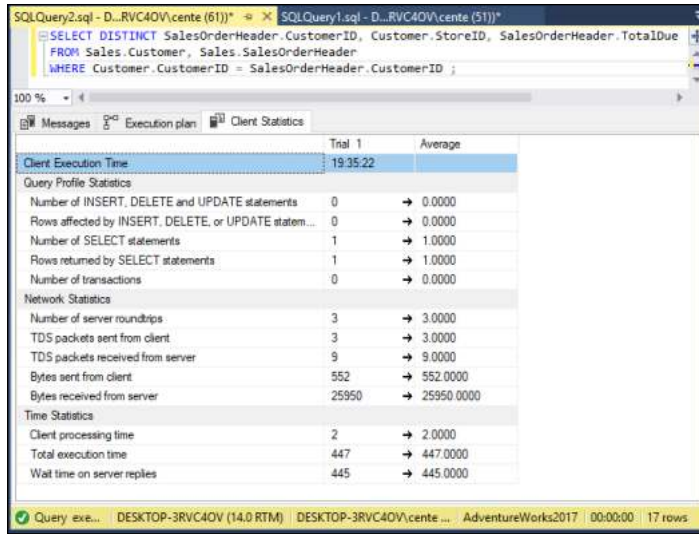 SQLQuery2.sql - D...RVC4OV\cente (61))* SQLQuery1.sql - D...RVC4OV\cente (51))*
SELECT DISTINCT SalesOrderHeader.CustomerID, Customer.StoreID, SalesOrderHeader.TotalDue
FROM Sales.Customer, Sales.SalesOrderHeader
WHERE Customer.CustomerID = SalesOrderHeader.CustomerID ;
100 %
Messages Execution plan Client Statistics
Trial 1 Average
Client Execution Time 19:35:22
Query Profile Statistics
Number of INSERT, DELETE and UPDATE statements 0 → 0.0000
Rows affected by INSERT, DELETE, or UPDATE statem... 0 → 0.0000
Number of SELECT statements 1 → 1.0000
Rows returned by SELECT statements 1 → 1.0000
Number of transactions 0 → 0.0000
Network Statistics
Number of server roundtrips 3 → 3.0000
TDS packets sent from client 3 → 3.0000
TDS packets received from server 9 → 9.0000
Bytes sent from client 552 → 552.0000
Bytes received from server 25950 → 25950.0000
Time Statistics
Client processing time 2 → 2.0000
Total execution time 447 → 447.0000
Wait time on server replies 445 → 445.0000
Query exe... DESKTOP-3RVC4OV (14.0 RTM) DESKTOP-3RVC4OV\cente ... AdventureWorks2017 00:00:00 17 rows